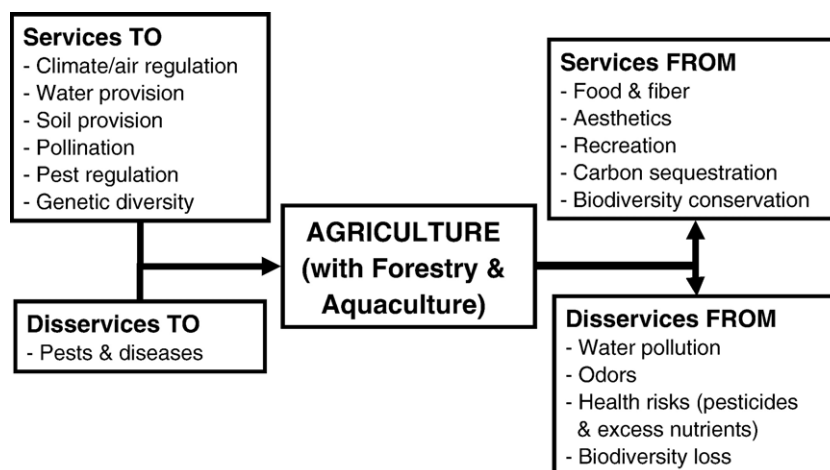 Services TO
- Climate/air regulation
- Water provision
- Soil provision
- Pollination
- Pest regulation
- Genetic diversity
Disservices TO
- Pests & diseases
AGRICULTURE
(with Forestry &
Aquaculture)
Services FROM
- Food & fiber
- Aesthetics
- Recreation
- Carbon sequestration
- Biodiversity conservation
Disservices FROM
- Water pollution
- Odors
- Health risks (pesticides
& excess nutrients)
- Biodiversity loss